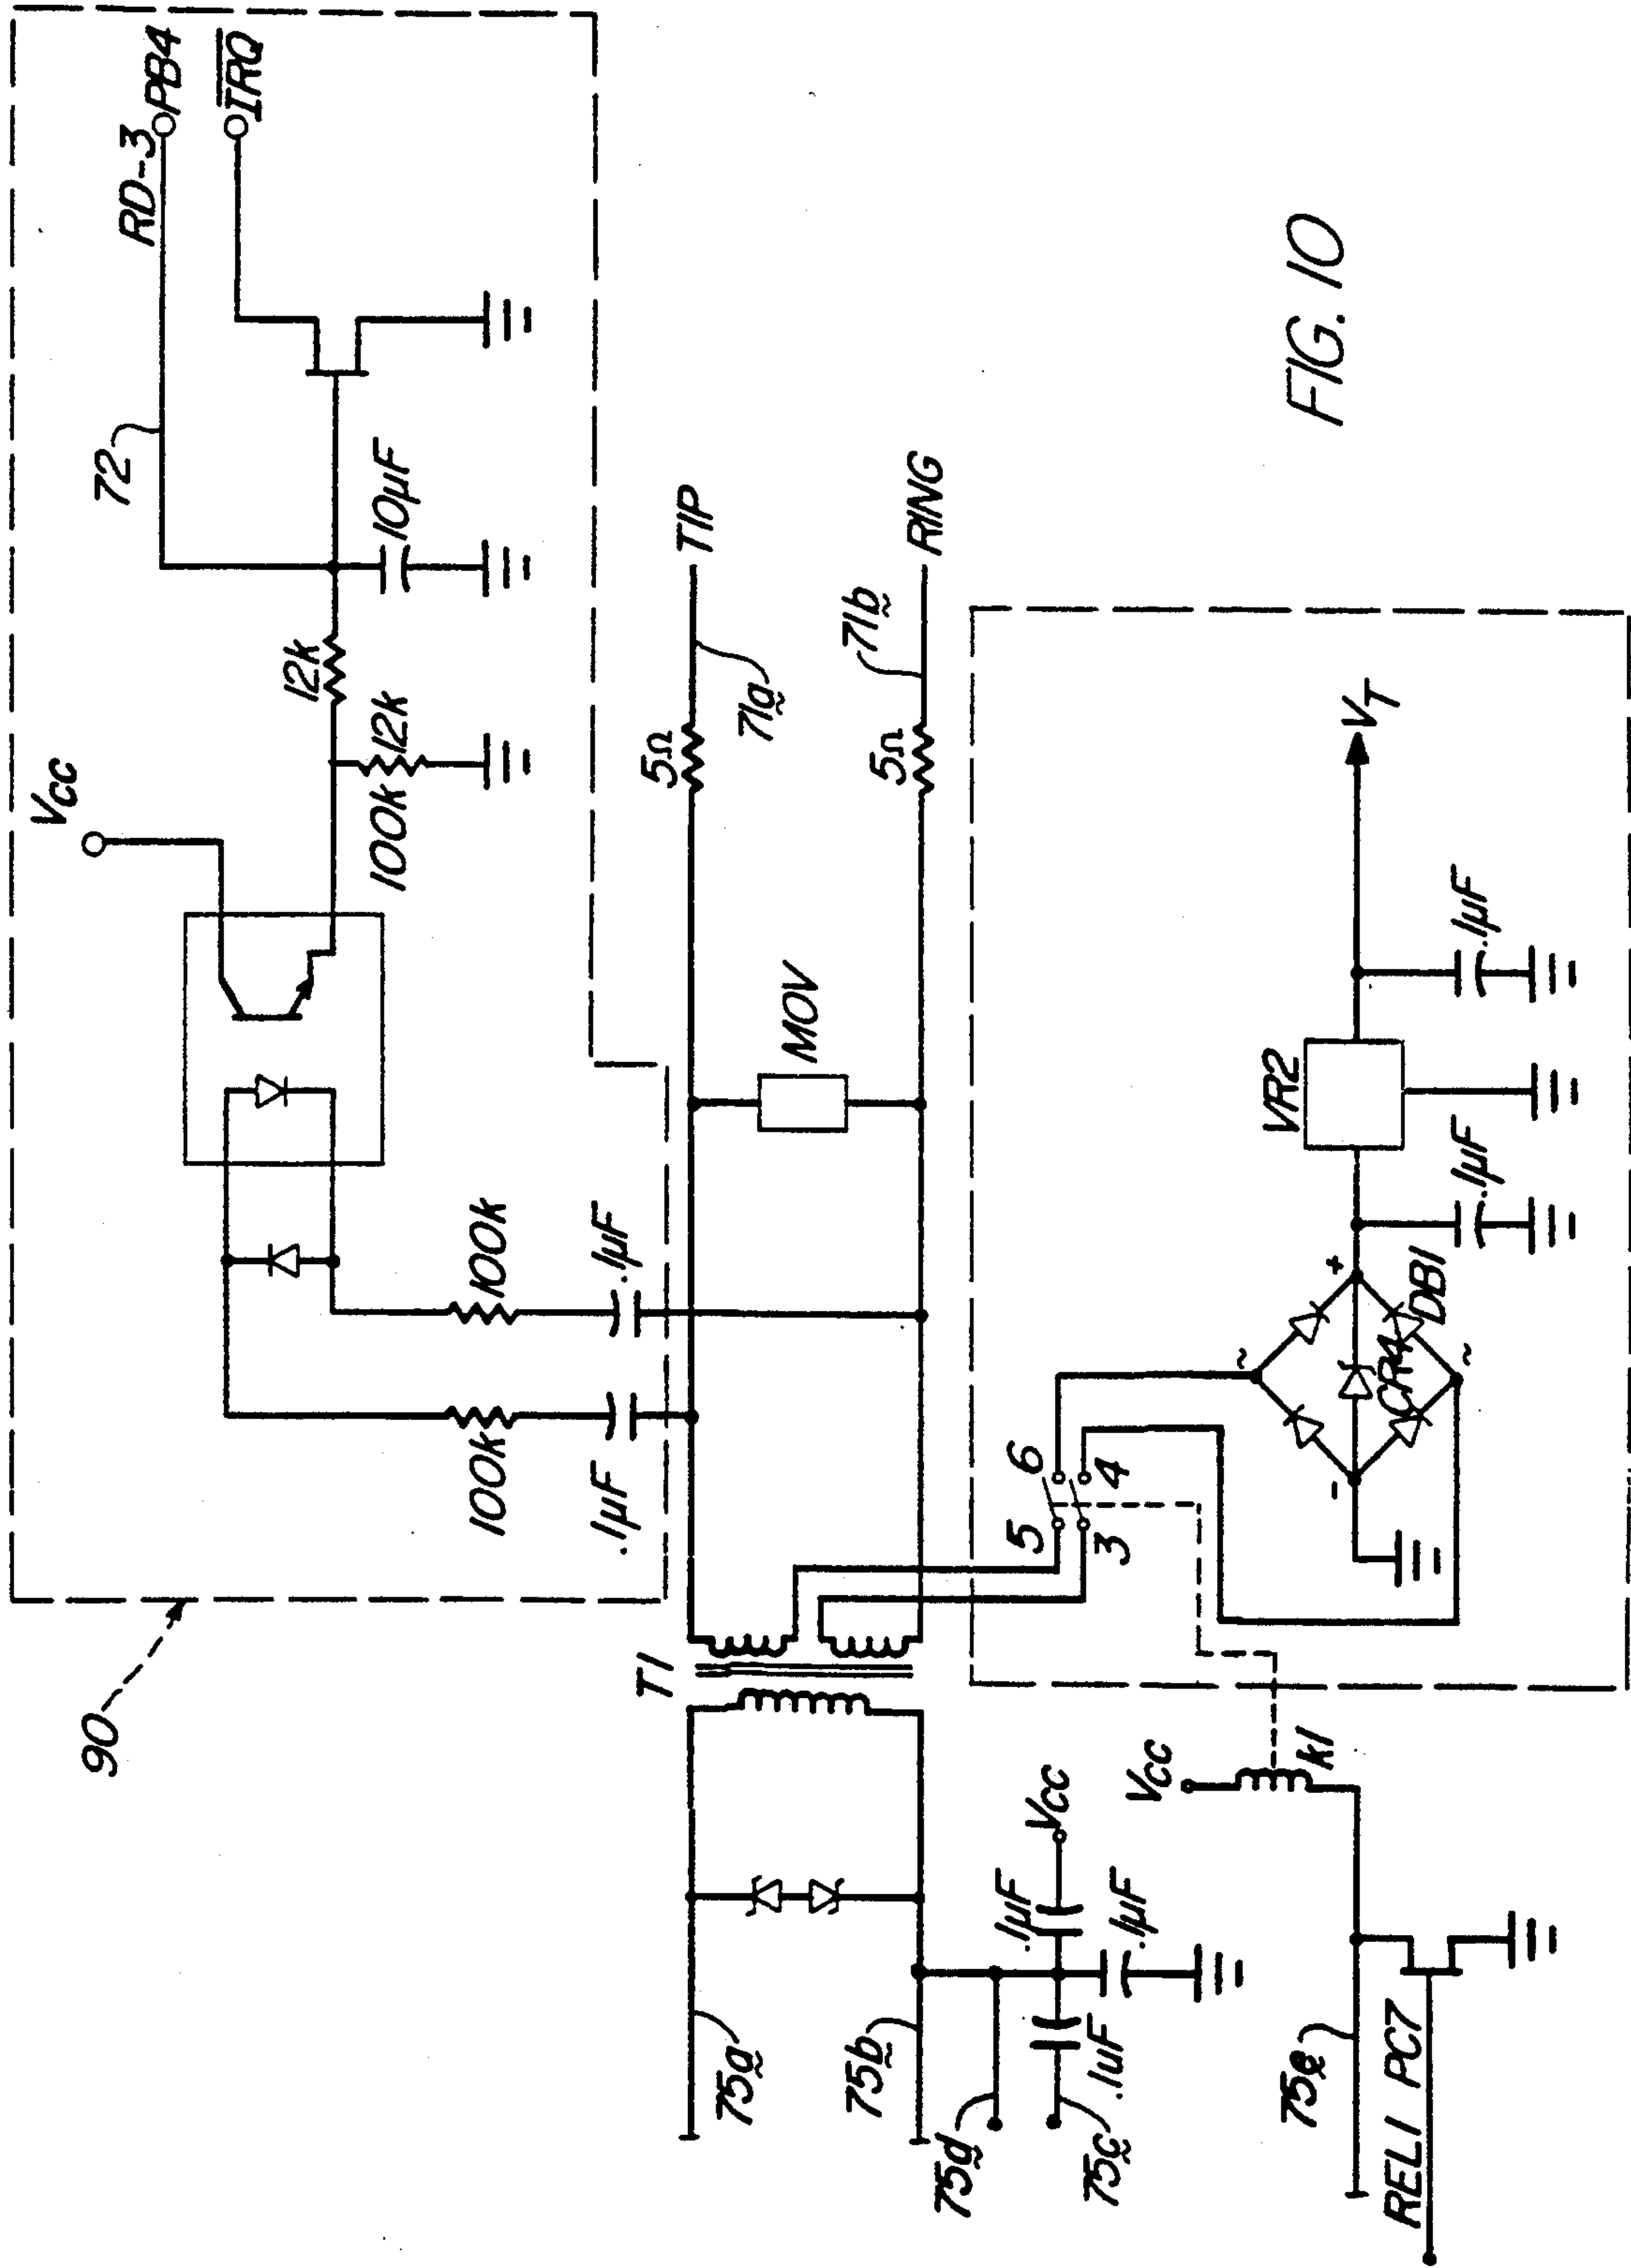 90
72
RD-3
PB4
IRQ
Vcc
12k
10μF
100k
12k
100k
.1μF
100k
.1μF
TIP
5Ω
71a
MOV
RING
5Ω
71b
T1
75a
75b
75d
75c
.1μF
.1μF
.1uF
Vcc
Vcc
k1
75e
REL1 PC7
5
6
3
4
~
+
-
~
CR4
DB1
VR2
.1μF
.1μF
VT
FIG. 10